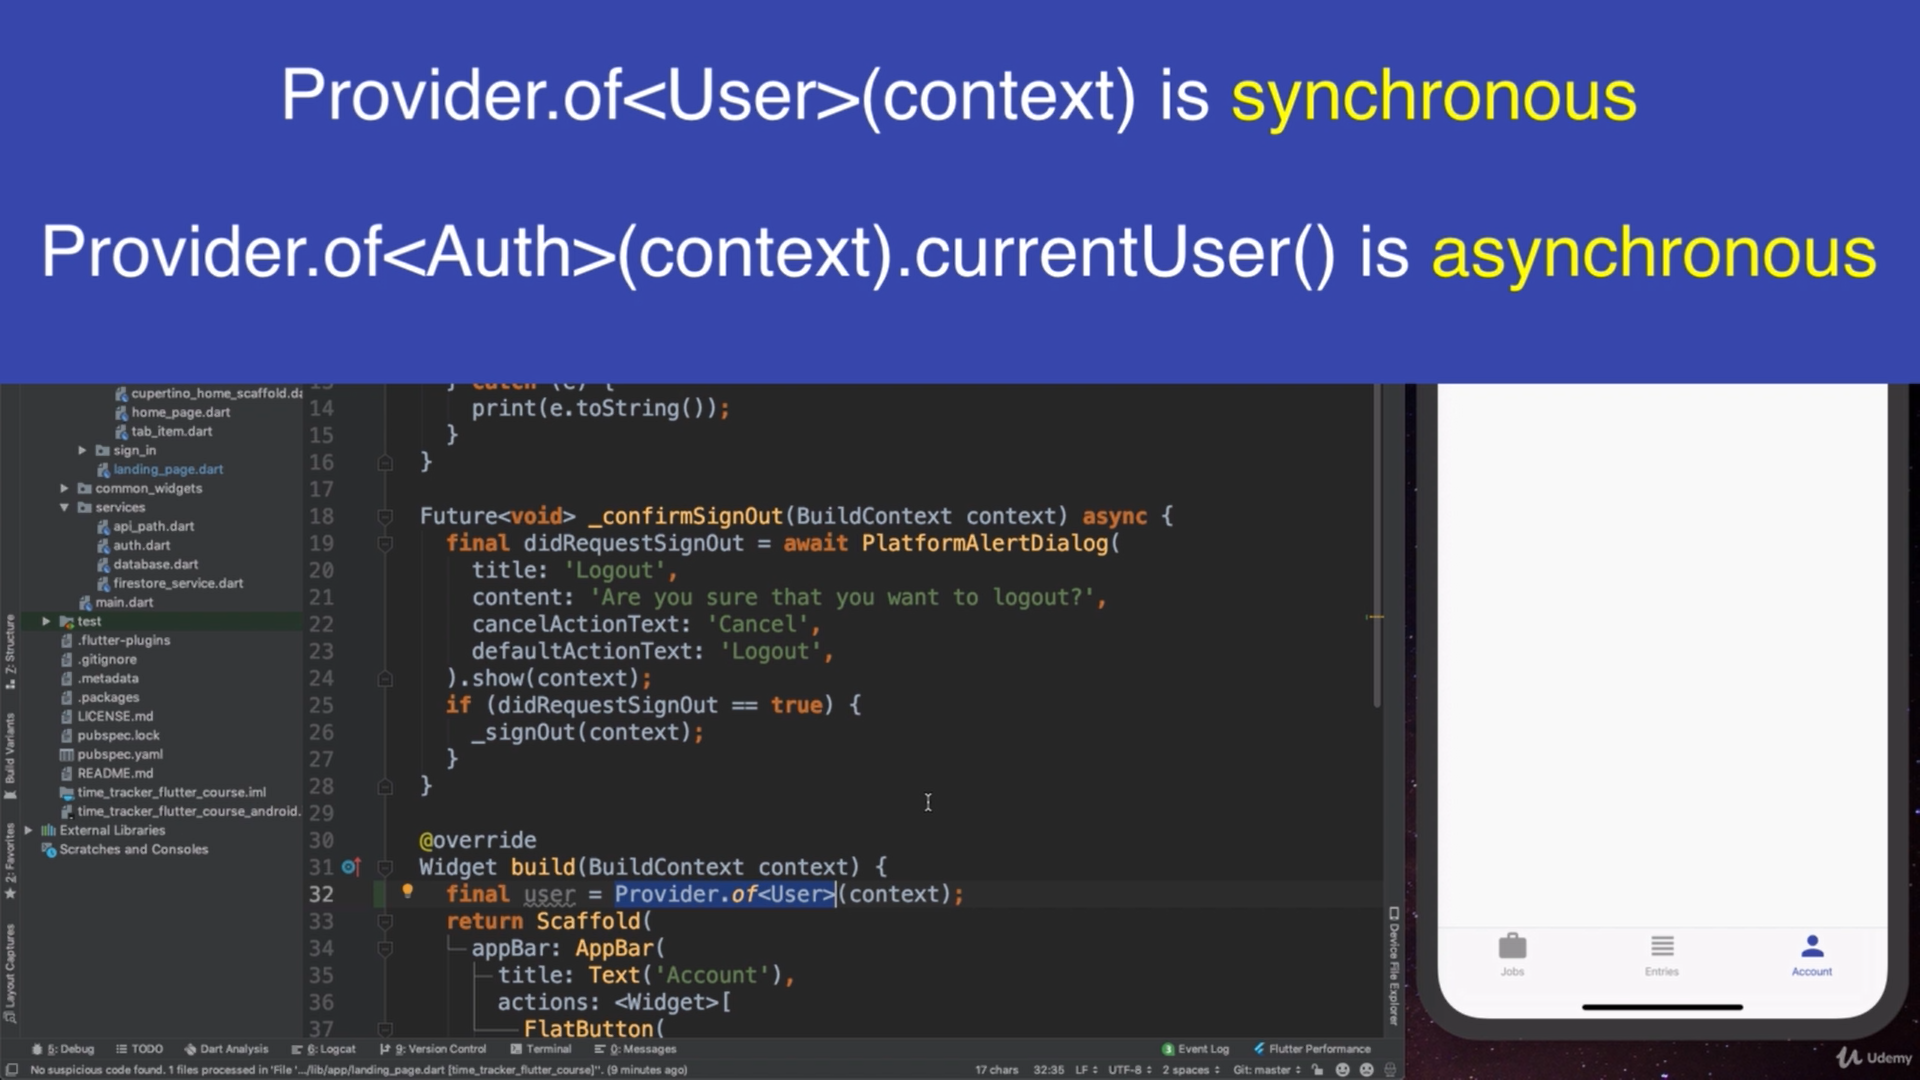 Provider.of<User>(context) is synchronous
Provider.of<Auth>(context).currentUser() is asynchronous
cupertino_home_scaffold.da
home_page.dart
tab_item.dart
sign_in
landing_page.dart
common_widgets
services
api_path.dart
auth.dart
database.dart
firestore_service.dart
main.dart
test
.flutter-plugins
.gitignore
.metadata
.packages
LICENSE.md
pubspec.lock
pubspec.yaml
README.md
time_tracker_flutter_course.iml
time_tracker_flutter_course_android.
External Libraries
Scratches and Consoles
Z: Structure
Build Variants
2: Favorites
Layout Captures
14 print(e.toString());
15 }
16 }
17
18 Future<void> _confirmSignOut(BuildContext context) async {
19 final didRequestSignOut = await PlatformAlertDialog(
20 title: 'Logout',
21 content: 'Are you sure that you want to logout?',
22 cancelActionText: 'Cancel',
23 defaultActionText: 'Logout',
24 ).show(context);
25 if (didRequestSignOut == true) {
26 _signOut(context);
27 }
28 }
29
30 @override
31 Widget build(BuildContext context) {
32 final user = Provider.of<User>(context);
33 return Scaffold(
34 appBar: AppBar(
35 title: Text('Account'),
36 actions: <Widget>[
37 FlatButton(
Device File Explorer
Jobs
Entries
Account
5: Debug
TODO
Dart Analysis
6: Logcat
9: Version Control
Terminal
0: Messages
3 Event Log
Flutter Performance
No suspicious code found. 1 files processed in 'File '.../lib/app/landing_page.dart [time_tracker_flutter_course]''. (9 minutes ago)
17 chars
32:35
LF
UTF-8
2 spaces
Git: master
Udemy